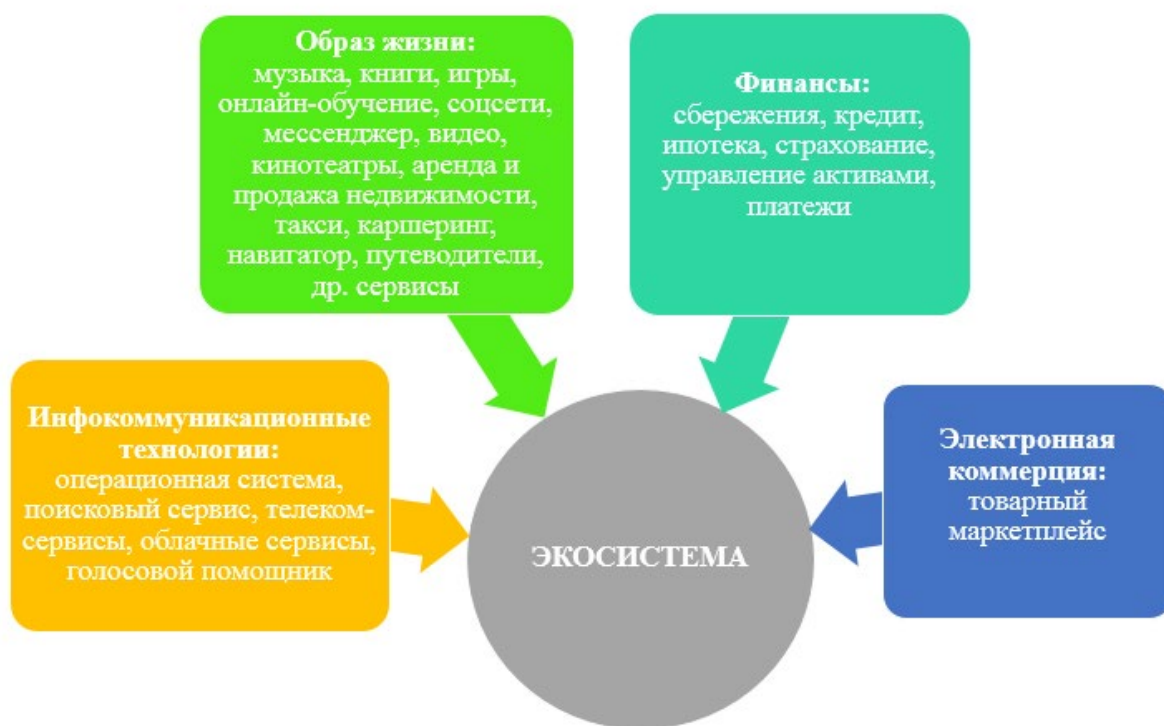 Образ жизни:
музыка, книги, игры,
онлайн-обучение, соцсети,
мессенджер, видео,
кинотеатры, аренда и
продажа недвижимости,
такси, каршеринг,
навигатор, путеводители,
др. сервисы
Финансы:
сбережения, кредит,
ипотека, страхование,
управление активами,
платежи
Инфокоммуникационные
технологии:
операционная система,
поисковый сервис, телеком-
сервисы, облачные сервисы,
голосовой помощник
ЭКОСИСТЕМА
Электронная
коммерция:
товарный
маркетплейс